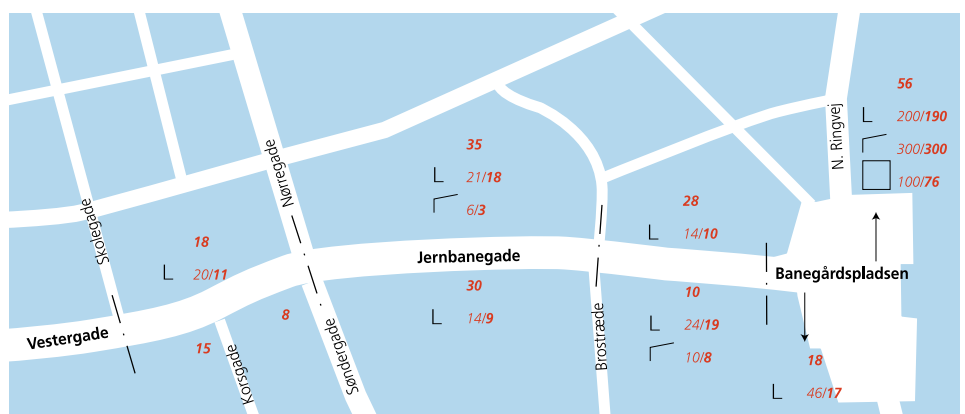 56
200/190
300/300
100/76
N. Ringvej
Nørregade
35
21/18
6/3
Skolegade
18
20/11
28
14/10
Jernbanegade
Banegårdspladsen
30
14/9
10
24/19
10/8
8
Vestergade
15
Korsgade
Søndergade
Brostræde
18
46/17